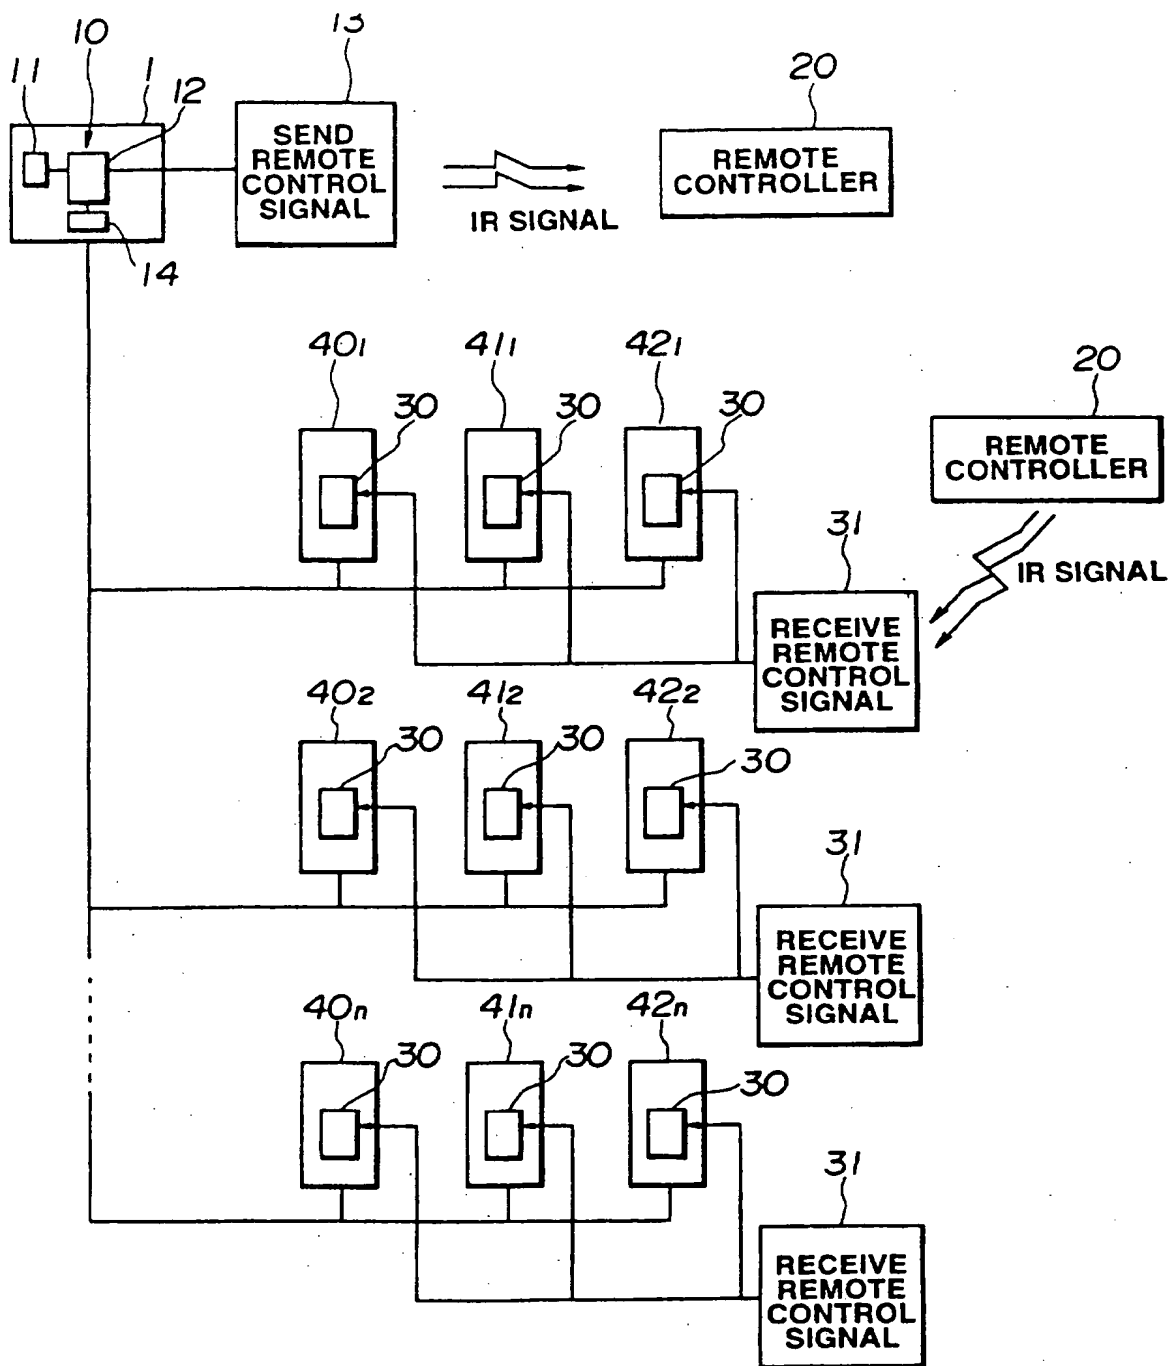 13
10
11
1
12
20
SEND
REMOTE
CONTROL
SIGNAL
REMOTE
CONTROLLER
IR SIGNAL
14
40₁
41₁
42₁
20
30
30
30
REMOTE
CONTROLLER
31
IR SIGNAL
RECEIVE
REMOTE
CONTROL
SIGNAL
40₂
41₂
42₂
30
30
30
31
RECEIVE
REMOTE
CONTROL
SIGNAL
40n
41n
42n
30
30
30
31
RECEIVE
REMOTE
CONTROL
SIGNAL